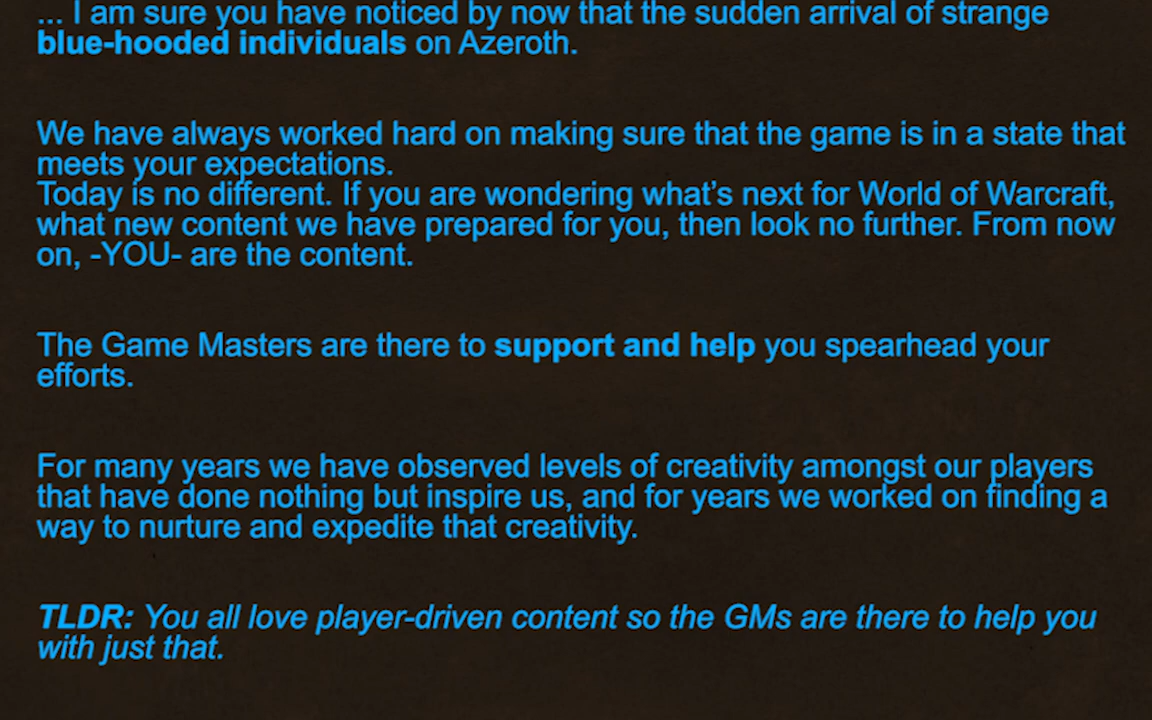 ... I am sure you have noticed by now that the sudden arrival of strange
blue-hooded individuals on Azeroth.
We have always worked hard on making sure that the game is in a state that
meets your expectations.
Today is no different. If you are wondering what’s next for World of Warcraft,
what new content we have prepared for you, then look no further. From now
on, -YOU- are the content.
The Game Masters are there to support and help you spearhead your
efforts.
For many years we have observed levels of creativity amongst our players
that have done nothing but inspire us, and for years we worked on finding a
way to nurture and expedite that creativity.
TLDR: You all love player-driven content so the GMs are there to help you
with just that.